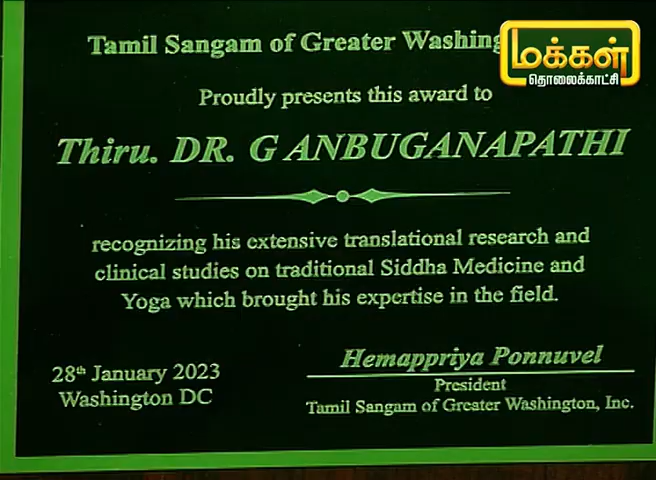 Tamil Sangam of Greater Washing
மக்கள்
தொலைக்காட்சி
Proudly presents this award to
Thiru. DR. G ANBUGANAPATHI
recognizing his extensive translational research and
clinical studies on traditional Siddha Medicine and
Yoga which brought his expertise in the field.
28th January 2023
Washington DC
Hemappriya Ponnuvel
President
Tamil Sangam of Greater Washington, Inc.